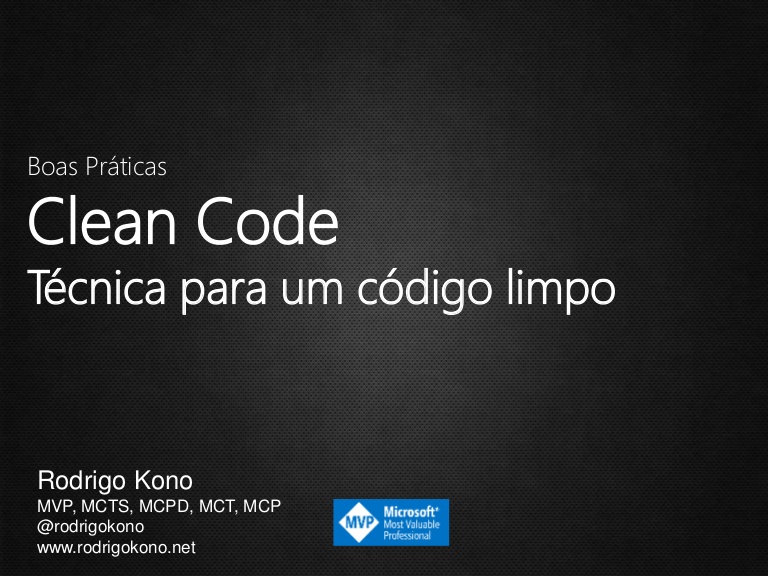 Boas Práticas
Clean Code
Técnica para um código limpo
Rodrigo Kono
MVP, MCTS, MCPD, MCT, MCP
@rodrigokono
www.rodrigokono.net
MVP
Microsoft®
Most Valuable
Professional